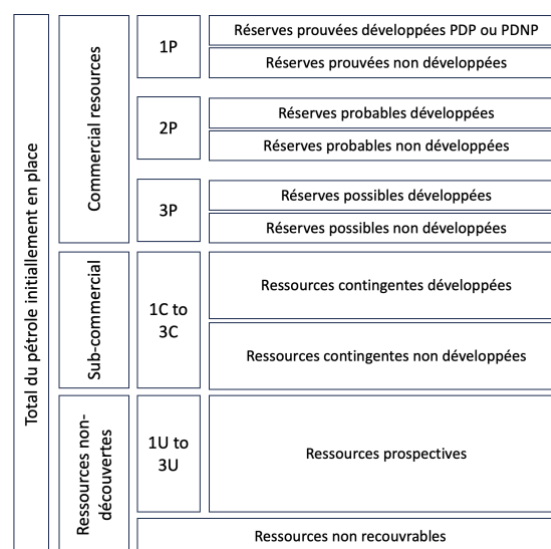 Total du pétrole initiallement en place
Commercial resources
1P
Réserves prouvées développées PDP ou PDNP
Réserves prouvées non développées
2P
Réserves probables développées
Réserves probables non développées
3P
Réserves possibles développées
Réserves possibles non développées
Sub-commercial
1C to
3C
Ressources contingentes développées
Ressources contingentes non développées
Ressources non-
découvertes
1U to
3U
Ressources prospectives
Ressources non recouvrables